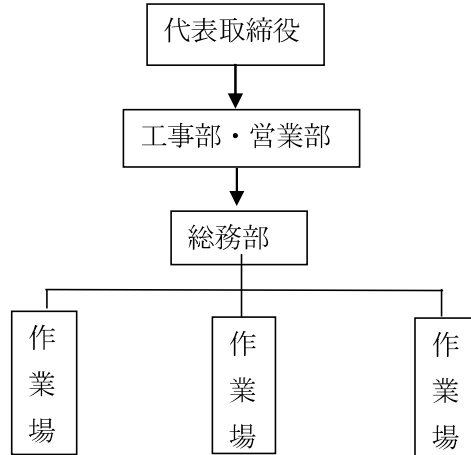 代表取締役
工事部・営業部
総務部
作業場
作業場
作業場